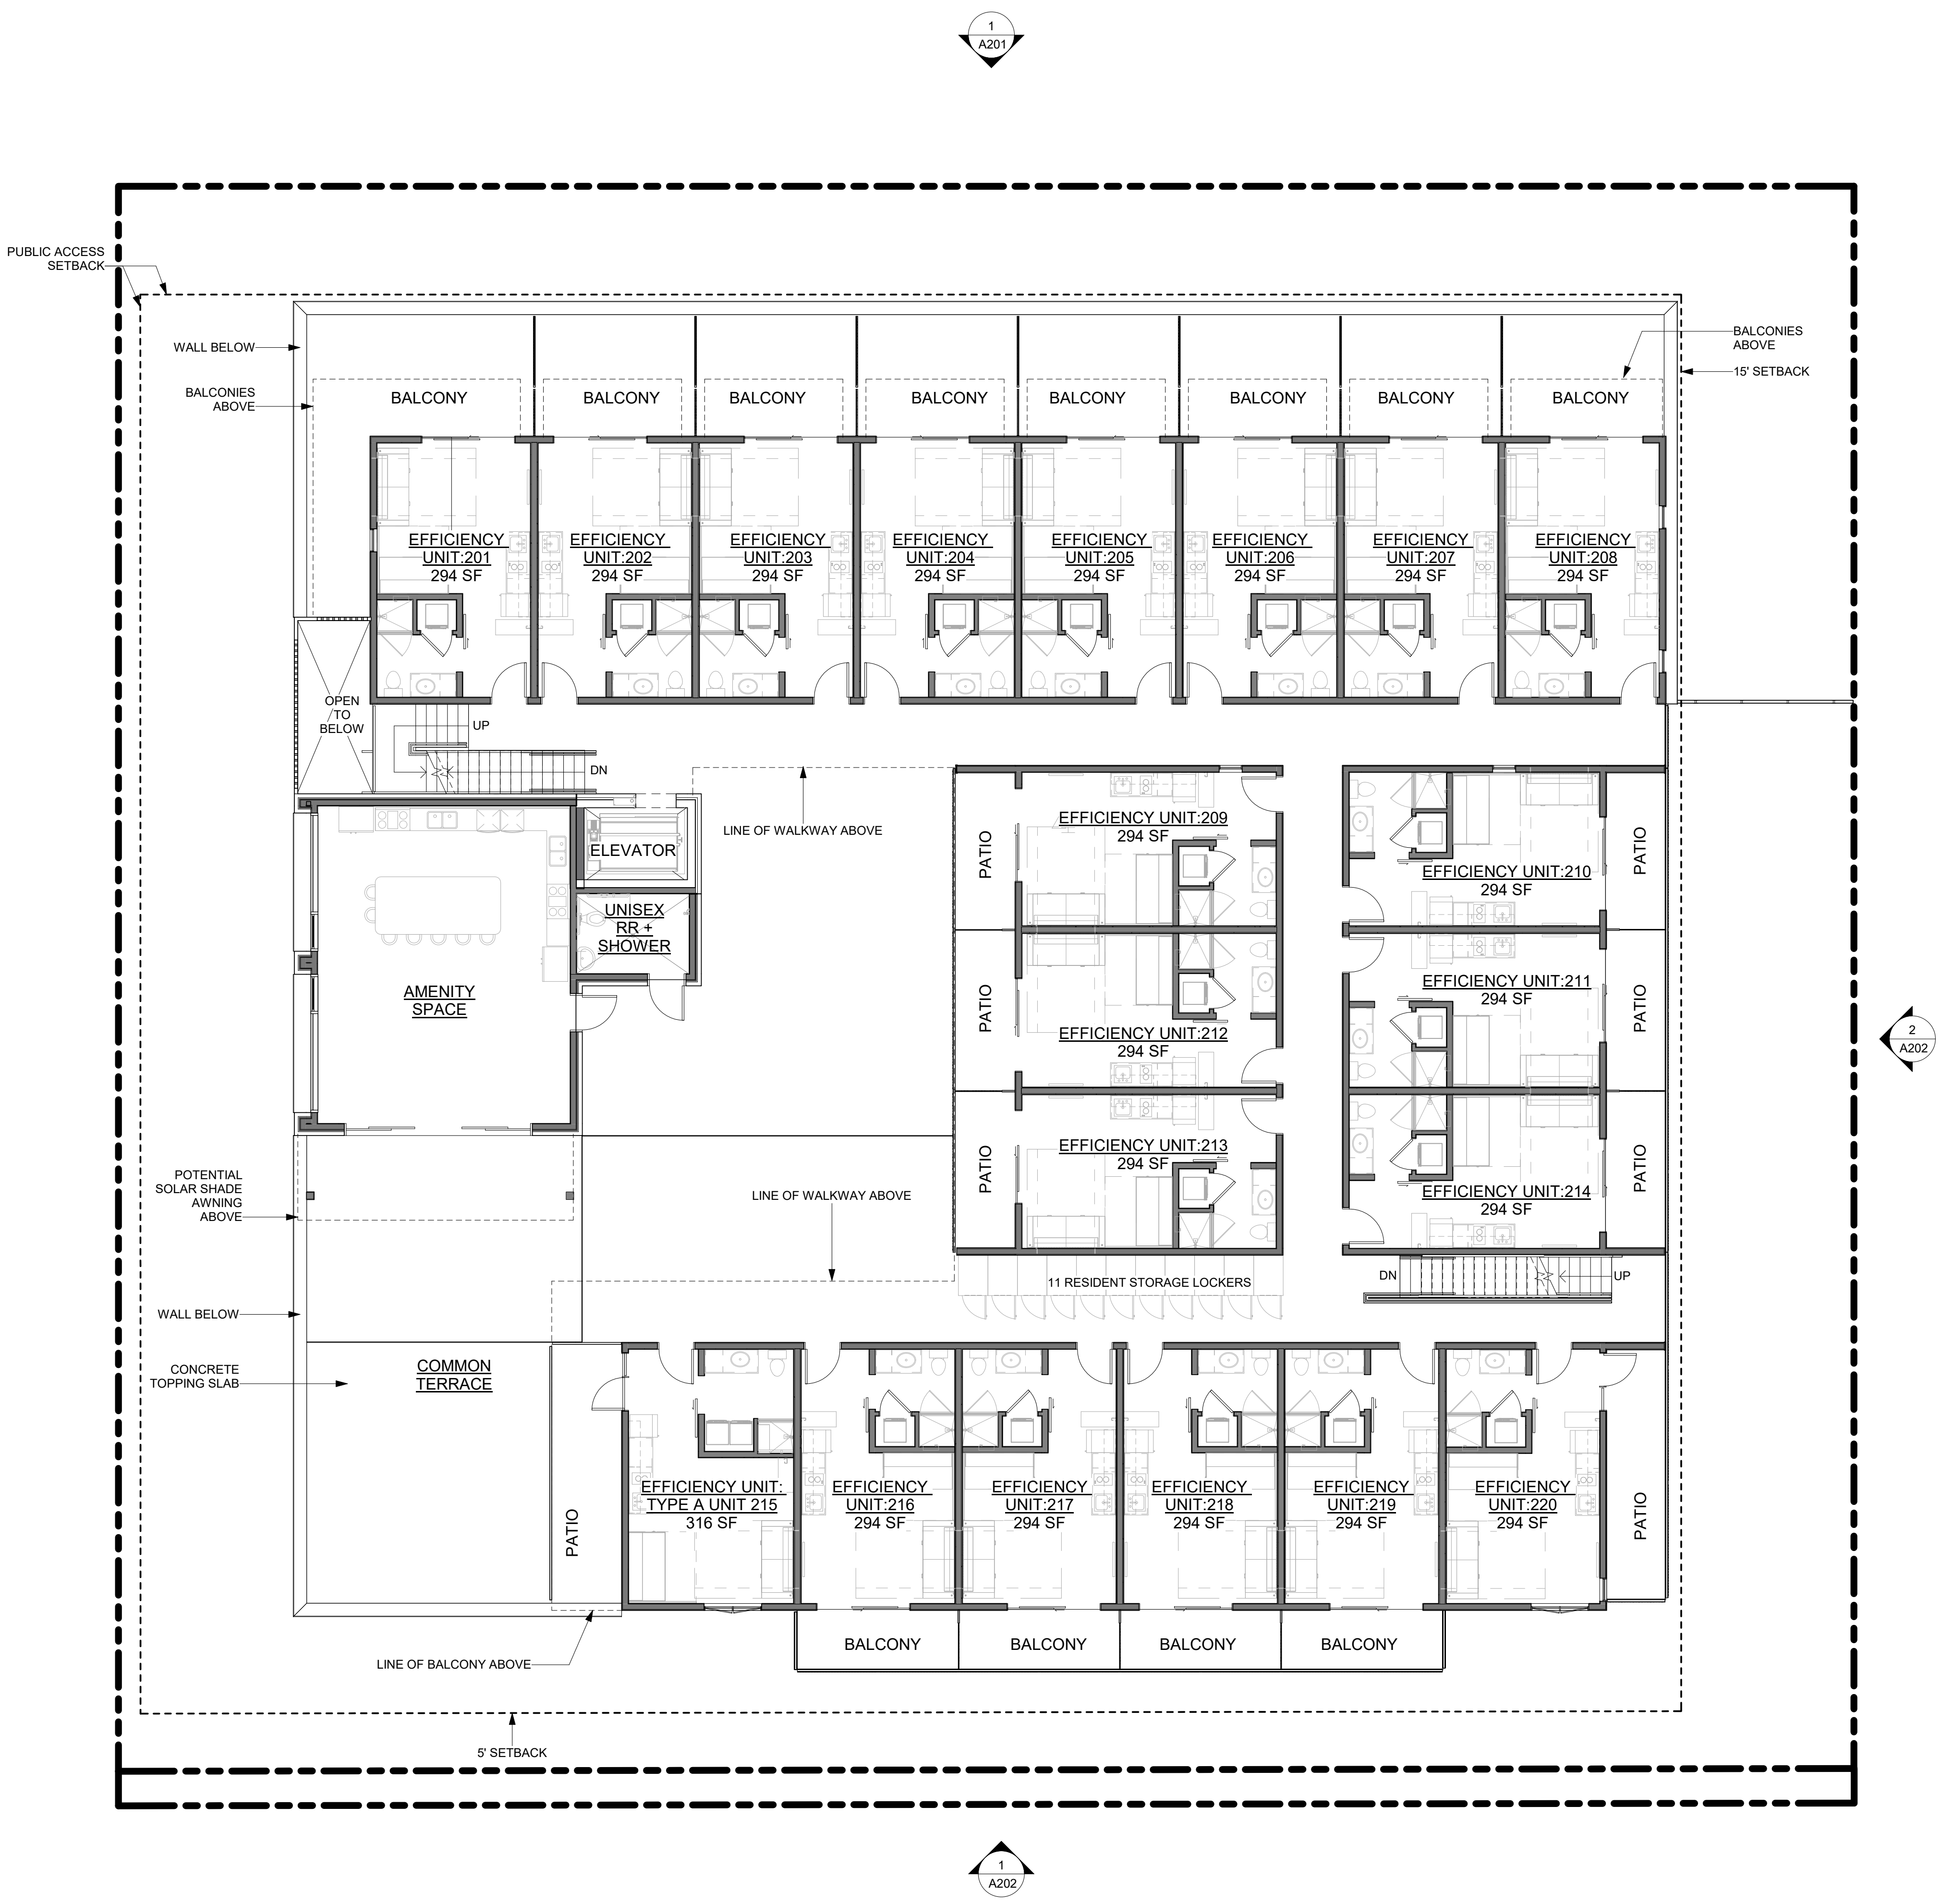 1
A201
PUBLIC ACCESS
SETBACK
WALL BELOW
BALCONIES
ABOVE
BALCONIES
ABOVE
15' SETBACK
BALCONY
BALCONY
BALCONY
BALCONY
BALCONY
BALCONY
BALCONY
BALCONY
EFFICIENCY
UNIT:201
294 SF
EFFICIENCY
UNIT:202
294 SF
EFFICIENCY
UNIT:203
294 SF
EFFICIENCY
UNIT:204
294 SF
EFFICIENCY
UNIT:205
294 SF
EFFICIENCY
UNIT:206
294 SF
EFFICIENCY
UNIT:207
294 SF
EFFICIENCY
UNIT:208
294 SF
OPEN
TO
BELOW
UP
DN
LINE OF WALKWAY ABOVE
ELEVATOR
UNISEX
RR +
SHOWER
AMENITY
SPACE
PATIO
EFFICIENCY UNIT:209
294 SF
EFFICIENCY UNIT:210
294 SF
PATIO
PATIO
EFFICIENCY UNIT:212
294 SF
EFFICIENCY UNIT:211
294 SF
PATIO
PATIO
EFFICIENCY UNIT:213
294 SF
EFFICIENCY UNIT:214
294 SF
PATIO
2
A202
POTENTIAL
SOLAR SHADE
AWNING
ABOVE
LINE OF WALKWAY ABOVE
11 RESIDENT STORAGE LOCKERS
DN
UP
WALL BELOW
CONCRETE
TOPPING SLAB
COMMON
TERRACE
PATIO
EFFICIENCY UNIT:
TYPE A UNIT 215
316 SF
EFFICIENCY
UNIT:216
294 SF
EFFICIENCY
UNIT:217
294 SF
EFFICIENCY
UNIT:218
294 SF
EFFICIENCY
UNIT:219
294 SF
EFFICIENCY
UNIT:220
294 SF
PATIO
BALCONY
BALCONY
BALCONY
BALCONY
LINE OF BALCONY ABOVE
5' SETBACK
1
A202